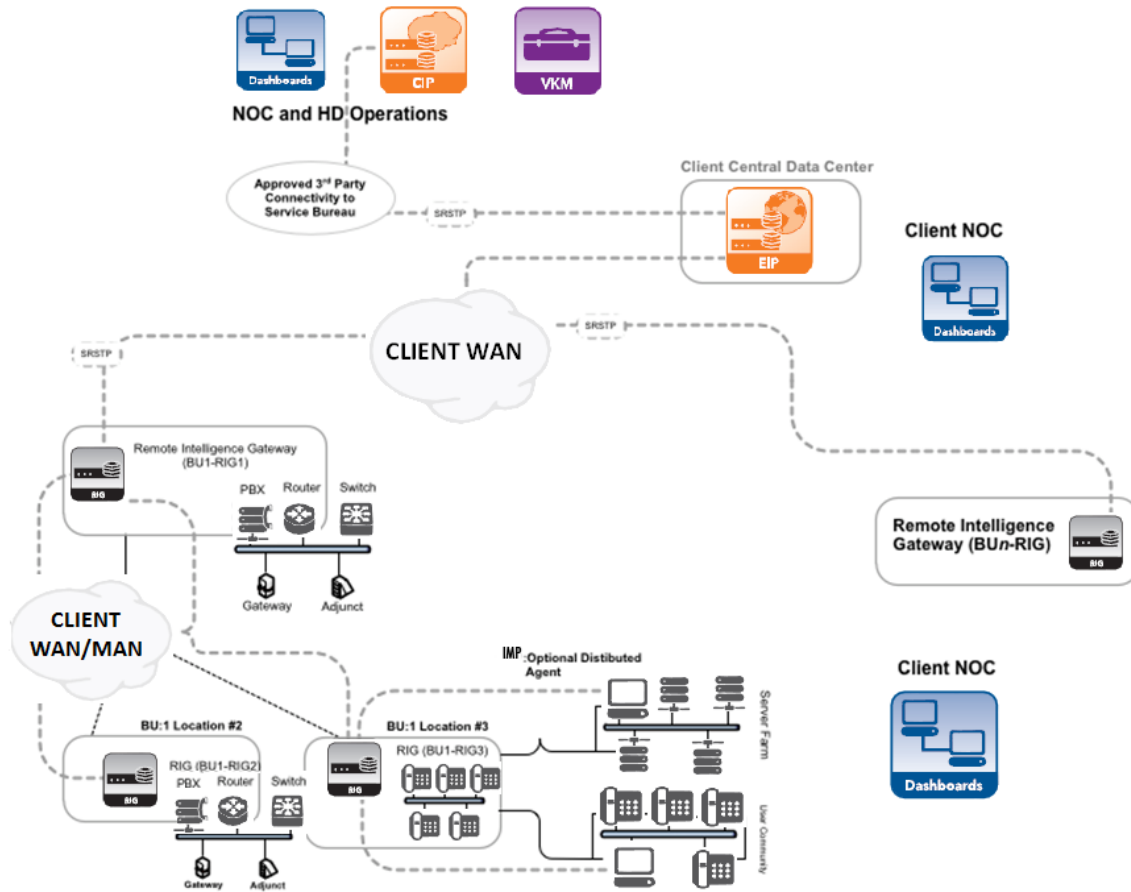 Dashboards
CIP
VKM
NOC and HD Operations
Approved 3rd Party
Connectivity to
Service Bureau
SRSTP
Client Central Data Center
EIP
Client NOC
Dashboards
CLIENT WAN
SRSTP
SRSTP
Remote Intelligence Gateway
(BU1-RIG1)
RIG
PBX
Router
Switch
Gateway
Adjunct
Remote Intelligence
Gateway (BUn-RIG)
RIG
CLIENT
WAN/MAN
IMP:Optional Distibuted
Agent
Server Farm
Client NOC
Dashboards
BU:1 Location #2
RIG (BU1-RIG2)
RIG
PBX
Router
Switch
Gateway
Adjunct
BU:1 Location #3
RIG (BU1-RIG3)
RIG
User Community